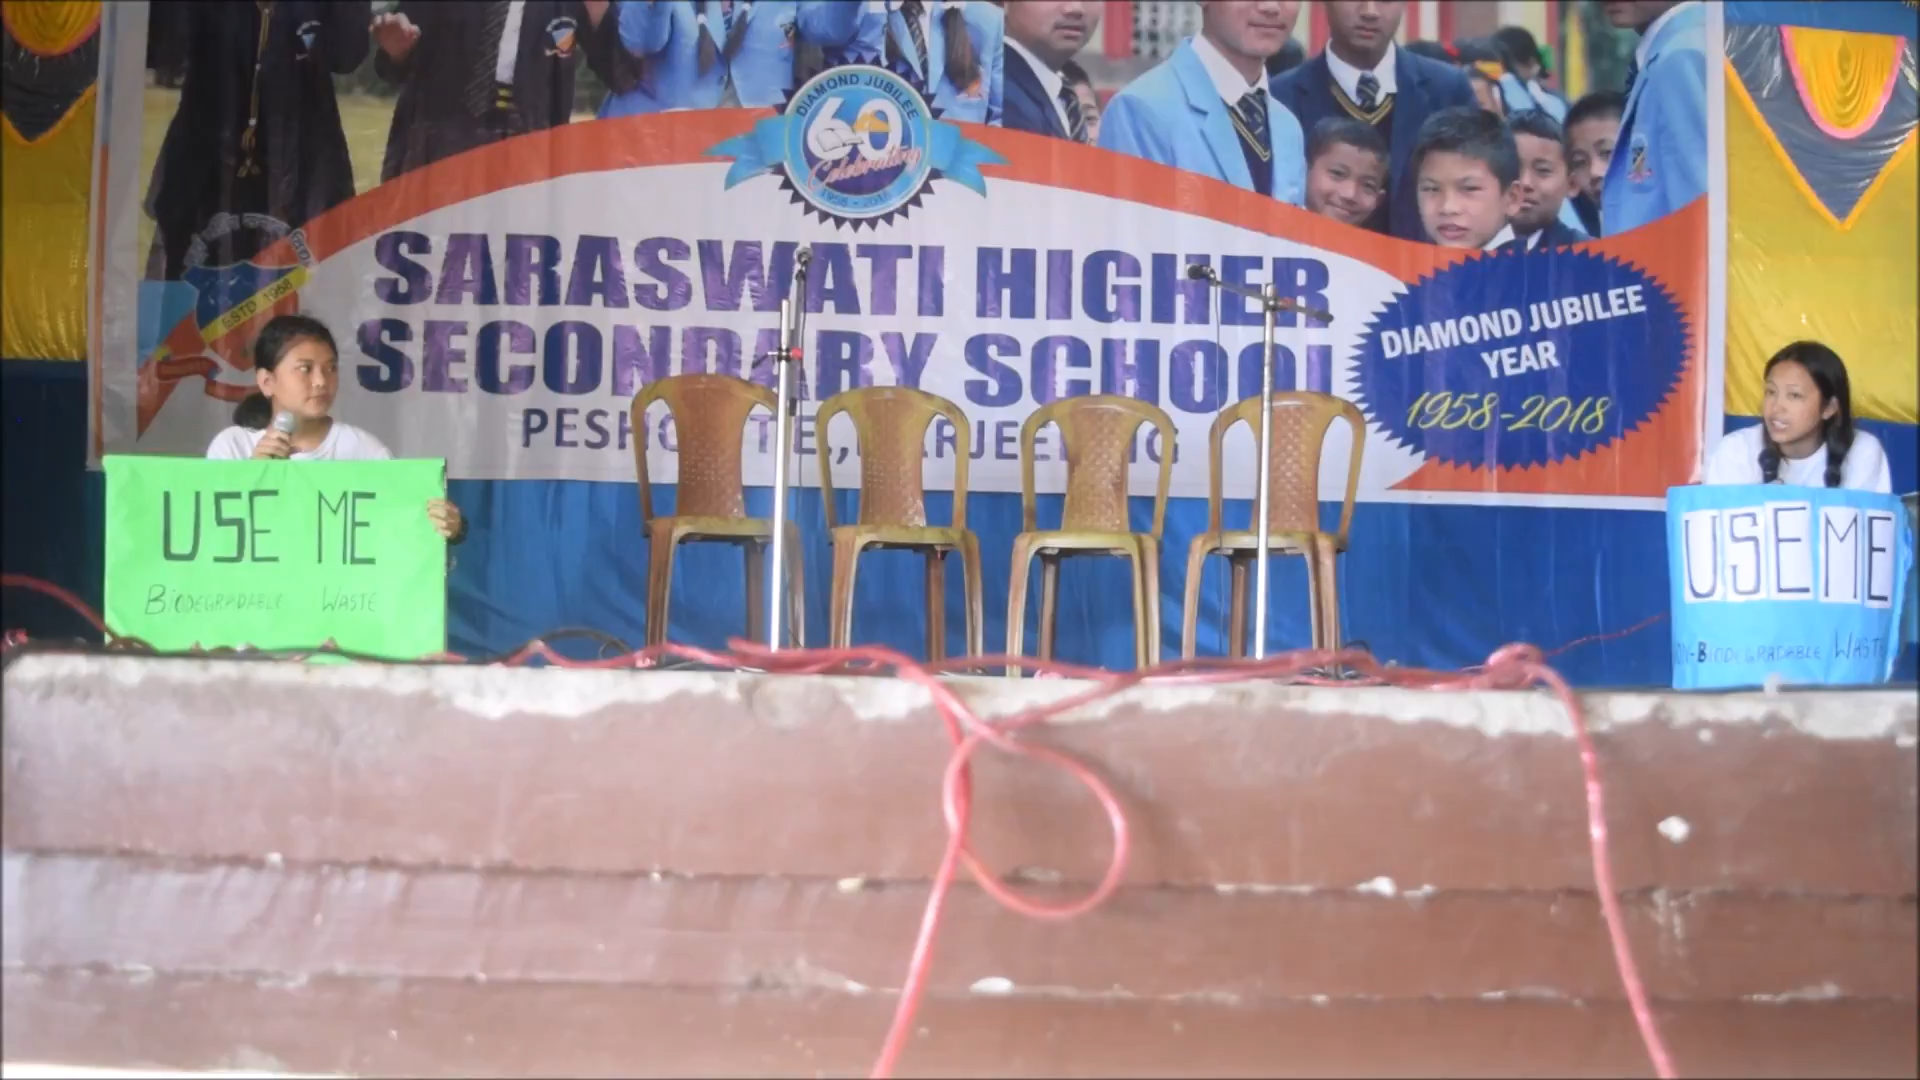 DIAMOND JUBILEE
60
Celebrating
1958 - 2018
SARASWATI HIGHER
SECONDARY SCHOOL
DIAMOND JUBILEE
YEAR
1958-2018
ESTD 1958
USE ME
BIODEGRADABLE WASTE
USE ME
BIODEGRADABLE WASTE